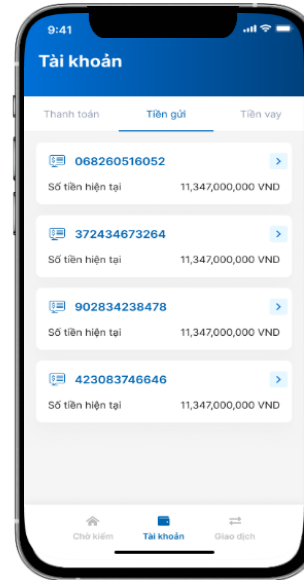 9:41
Tài khoản
Thanh toán Tiền gửi Tiền vay
068260516052
Số tiền hiện tại 11,347,000,000 VND
372434673264
Số tiền hiện tại 11,347,000,000 VND
902834238478
Số tiền hiện tại 11,347,000,000 VND
423083746646
Số tiền hiện tại 11,347,000,000 VND
Chờ kiểm Tài khoản Giao dịch